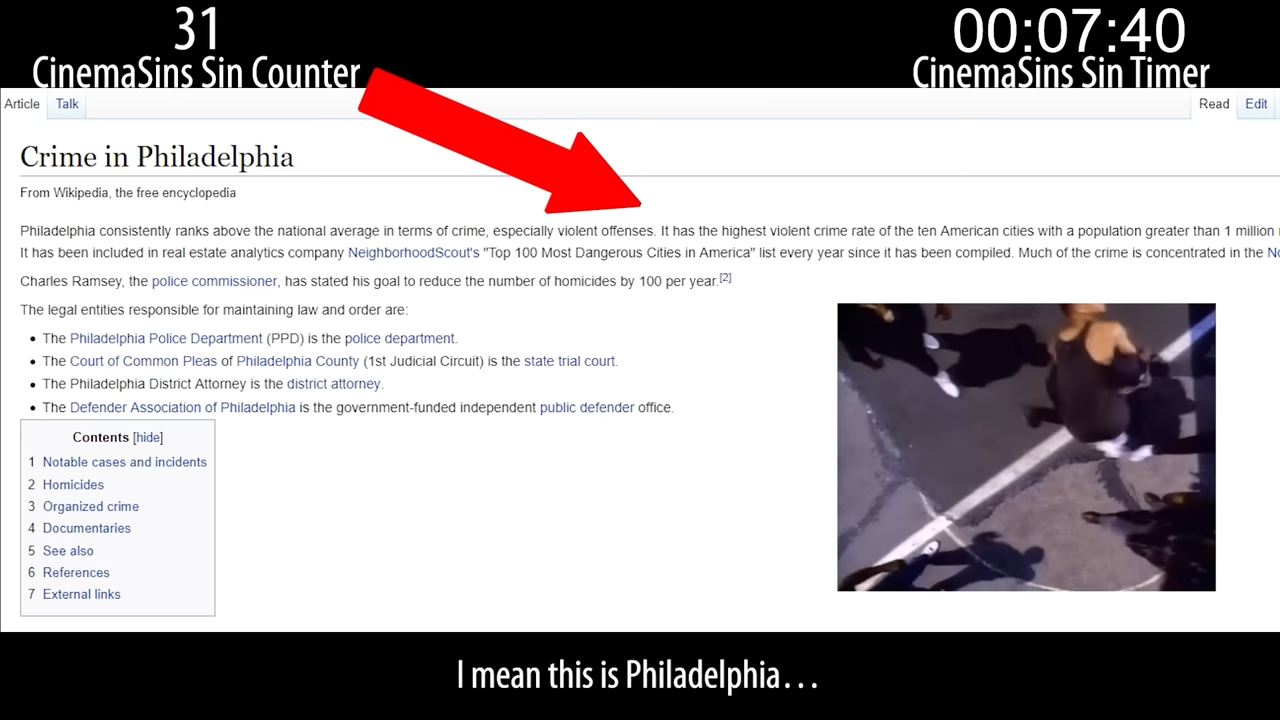 31
00:07:40
CinemaSins Sin Counter
CinemaSins Sin Timer
Article Talk Read Edit
Crime in Philadelphia
From Wikipedia, the free encyclopedia
Philadelphia consistently ranks above the national average in terms of crime, especially violent offenses. It has the highest violent crime rate of the ten American cities with a population greater than 1 million
It has been included in real estate analytics company NeighborhoodScout's "Top 100 Most Dangerous Cities in America" list every year since it has been compiled. Much of the crime is concentrated in the
Charles Ramsey, the police commissioner, has stated his goal to reduce the number of homicides by 100 per year.[2]
The legal entities responsible for maintaining law and order are:
• The Philadelphia Police Department (PPD) is the police department.
• The Court of Common Pleas of Philadelphia County (1st Judicial Circuit) is the state trial court.
• The Philadelphia District Attorney is the district attorney.
• The Defender Association of Philadelphia is the government-funded independent public defender office.
Contents [hide]
1 Notable cases and incidents
2 Homicides
3 Organized crime
4 Documentaries
5 See also
6 References
7 External links
I mean this is Philadelphia...